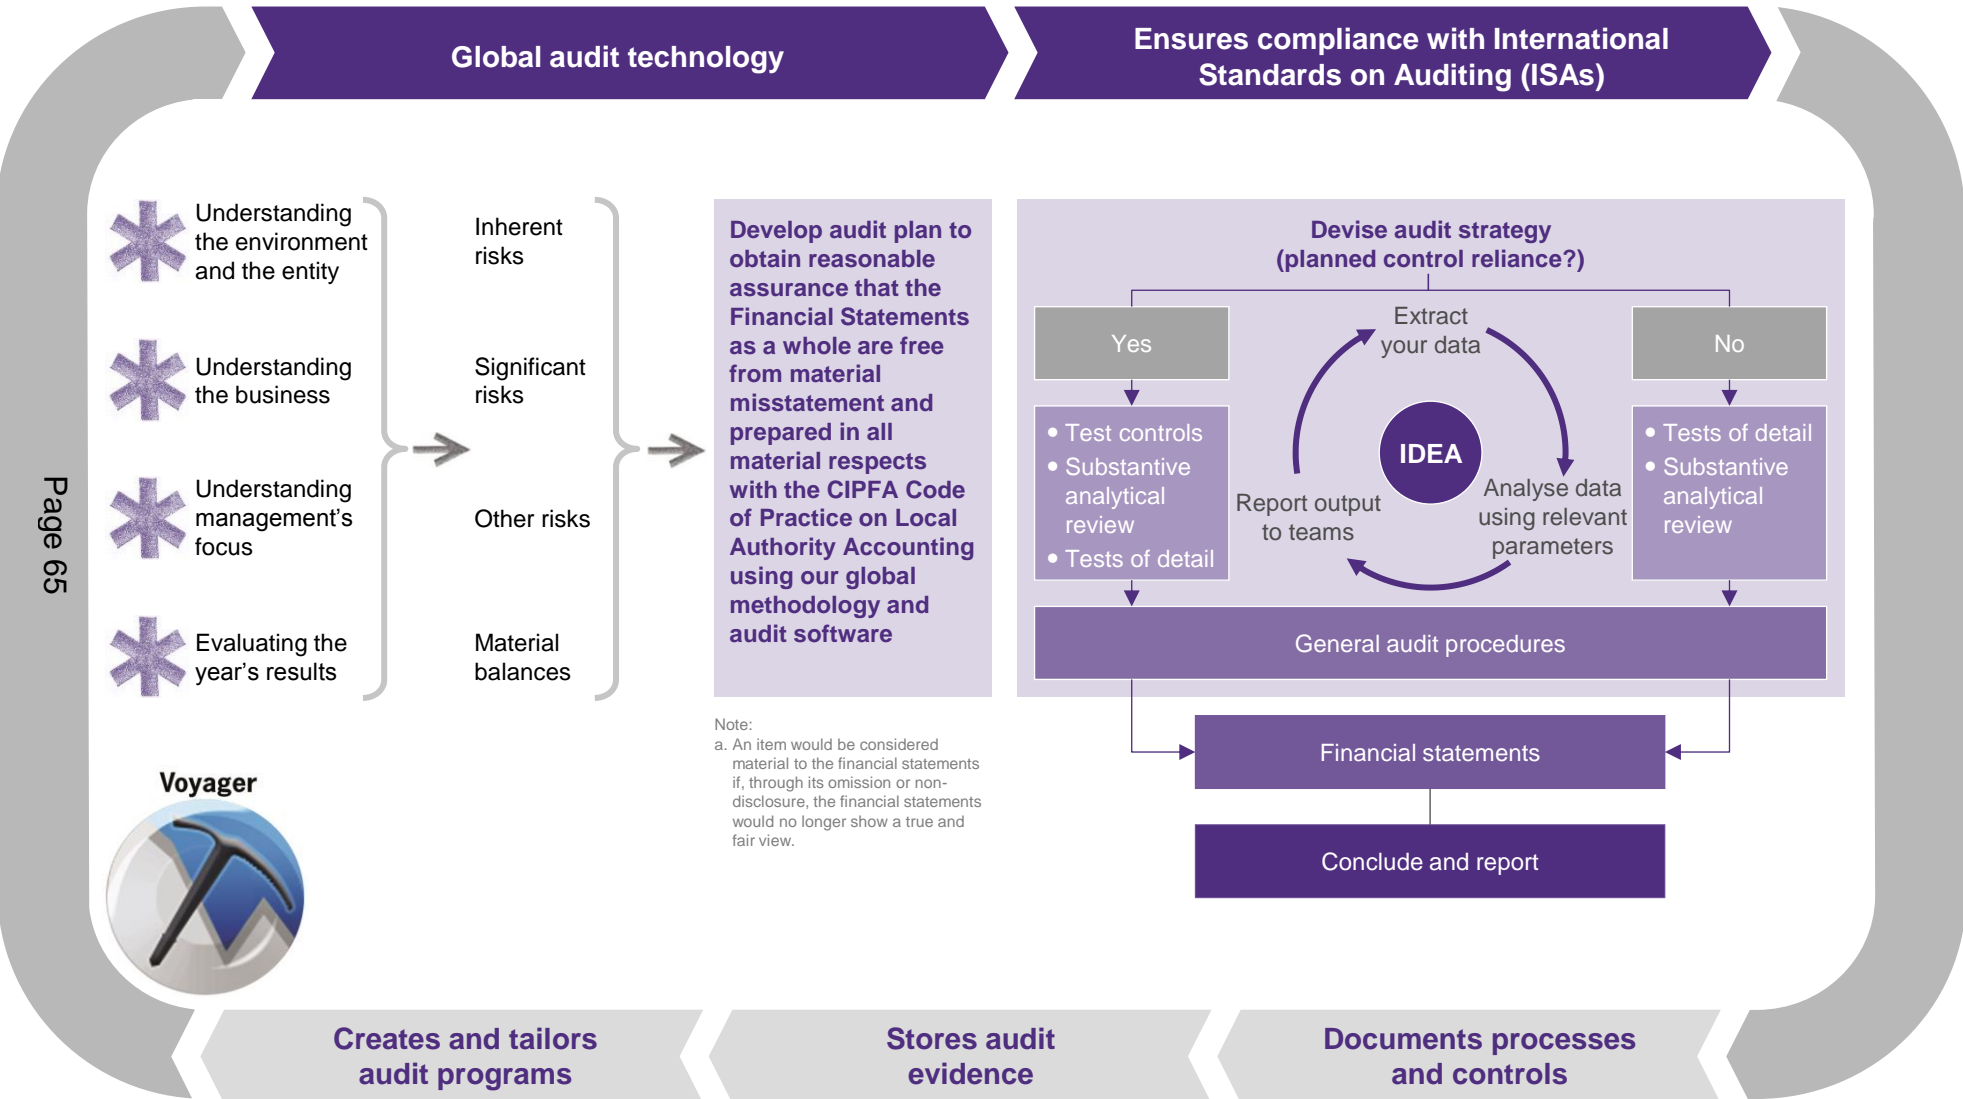 Global audit technology
Ensures compliance with International
Standards on Auditing (ISAs)
Understanding
the environment
and the entity
Understanding
the business
Understanding
management’s
focus
Evaluating the
year’s results
Inherent
risks
Significant
risks
Other risks
Material
balances
Develop audit plan to
obtain reasonable
assurance that the
Financial Statements
as a whole are free
from material
misstatement and
prepared in all
material respects
with the CIPFA Code
of Practice on Local
Authority Accounting
using our global
methodology and
audit software
Note:
a. An item would be considered
material to the financial statements
if, through its omission or non-
disclosure, the financial statements
would no longer show a true and
fair view.
Devise audit strategy
(planned control reliance?)
Yes
• Test controls
• Substantive
analytical
review
• Tests of detail
Extract
your data
IDEA
Analyse data
using relevant
parameters
Report output
to teams
No
• Tests of detail
• Substantive
analytical
review
General audit procedures
Financial statements
Conclude and report
Voyager
Creates and tailors
audit programs
Stores audit
evidence
Documents processes
and controls
Page 65